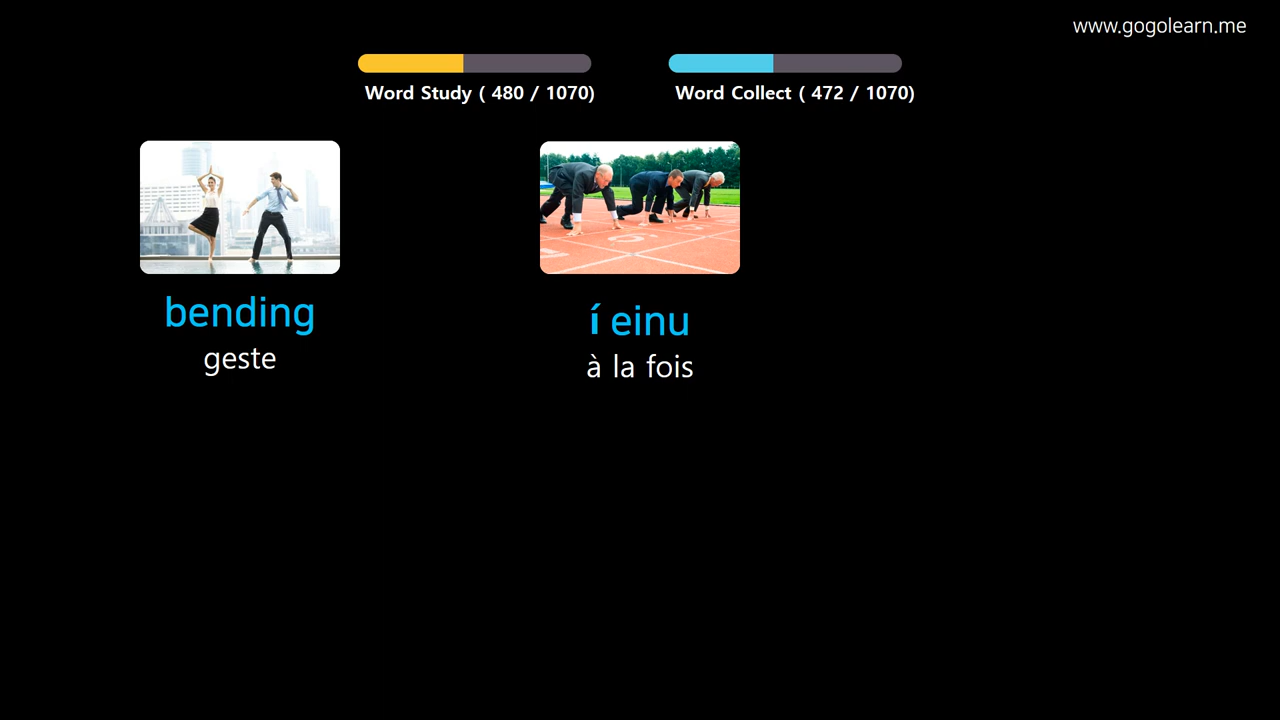 www.gogolearn.me
Word Study ( 480 / 1070)
Word Collect ( 472 / 1070)
bending
geste
í einu
à la fois